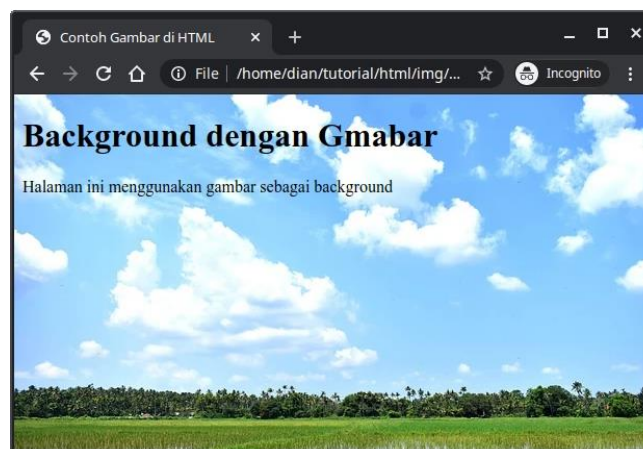 Contoh Gambar di HTML
File | /home/dian/tutorial/html/img/...
Incognito
Background dengan Gmabar
Halaman ini menggunakan gambar sebagai background